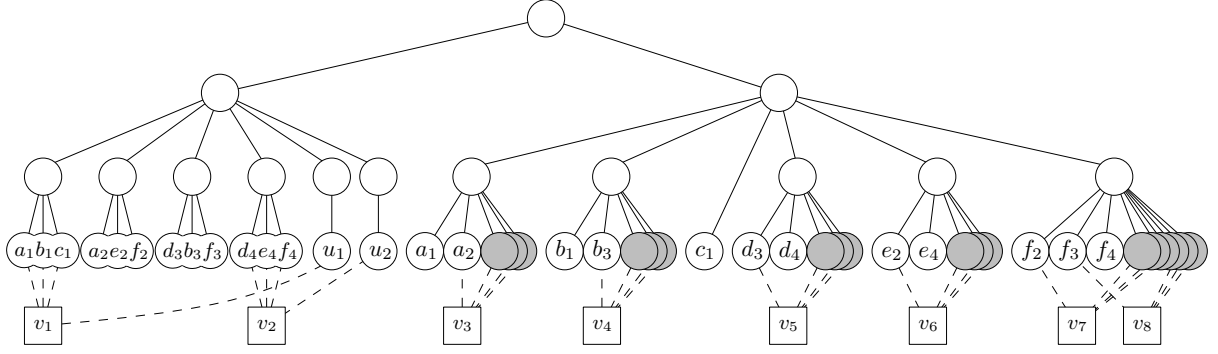 a₁b₁c₁ a₂e₂f₂ d₃b₃f₃ d₄e₄f₄ u₁ u₂ a₁ a₂ b₁ b₃ c₁ d₃ d₄ e₂ e₄ f₂ f₃ f₄
v₁ v₂ v₃ v₄ v₅ v₆ v₇ v₈